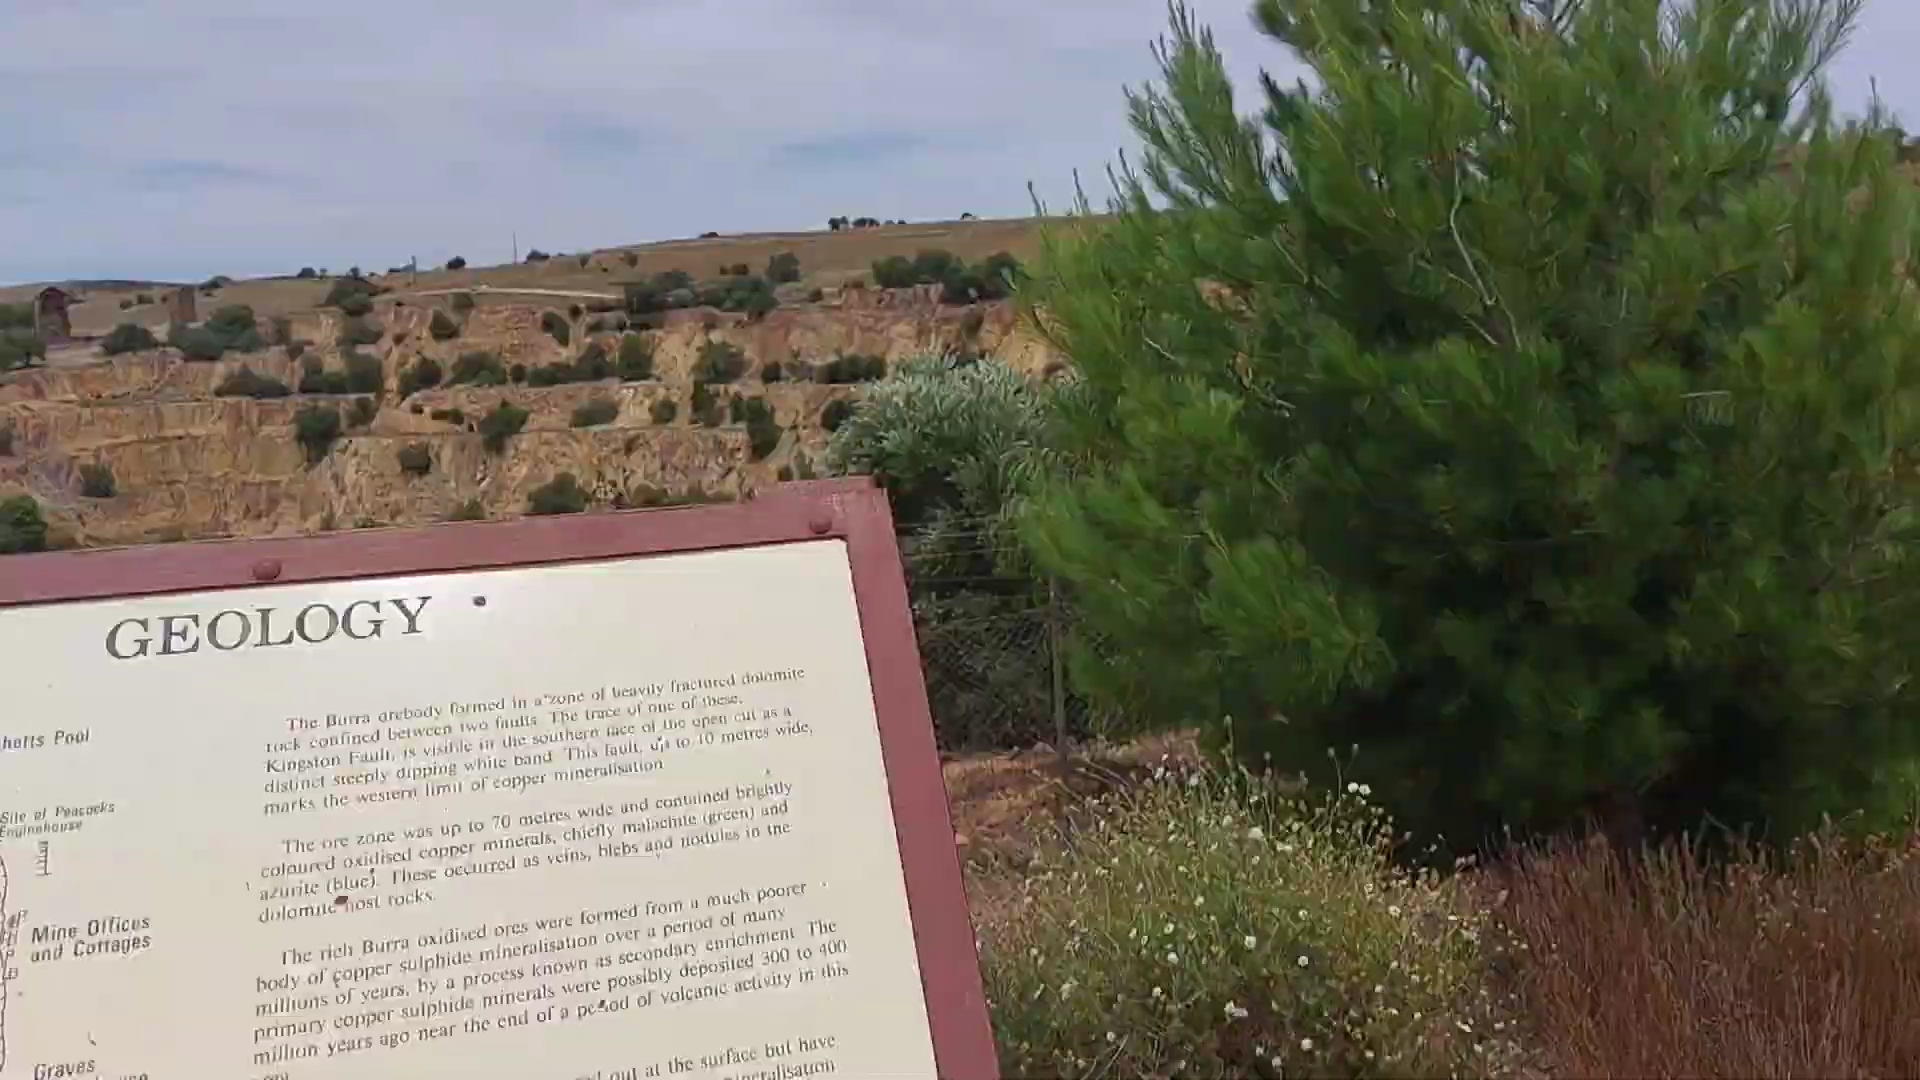 GEOLOGY
The Burra orebody formed in a zone of heavily fractured dolomite
rock confined between two faults. The trace of one of these,
Kingston Fault, is visible in the southern face of the open cut as a
distinct steeply dipping white band. This fault, up to 10 metres wide,
marks the western limit of copper mineralisation.
The ore zone was up to 70 metres wide and contained brightly
coloured oxidised copper minerals, chiefly malachite (green) and
azurite (blue). These occurred as veins, blebs and nodules in the
dolomite host rocks.
The rich Burra oxidised ores were formed from a much poorer
body of copper sulphide mineralisation over a period of many
millions of years, by a process known as secondary enrichment. The
primary copper sulphide minerals were possibly deposited 300 to 400
million years ago near the end of a period of volcanic activity in this
out at the surface but have
Pool
Site of Peacocks
Enginehouse
Mine Offices
and Cottages
Graves